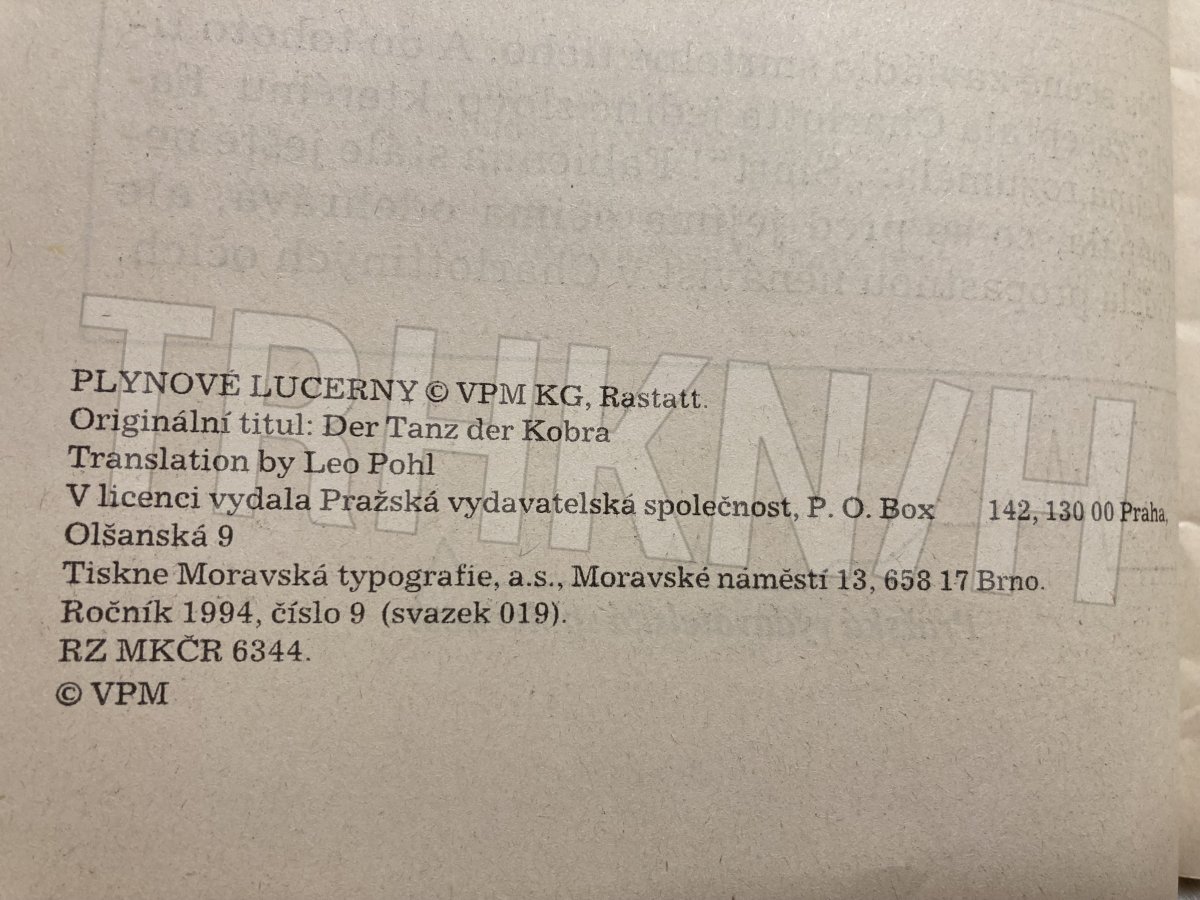 PLYNOVÉ LUCERNY © VPM KG, Rastatt.
Originální titul: Der Tanz der Kobra
Translation by Leo Pohl
V licenci vydala Pražská vydavatelská společnost, P. O. Box 142, 130 00 Praha,
Olšanská 9
Tiskne Moravská typografie, a.s., Moravské náměstí 13, 658 17 Brno.
Ročník 1994, číslo 9 (svazek 019).
RZ MKČR 6344.
© VPM
TRHKNIH